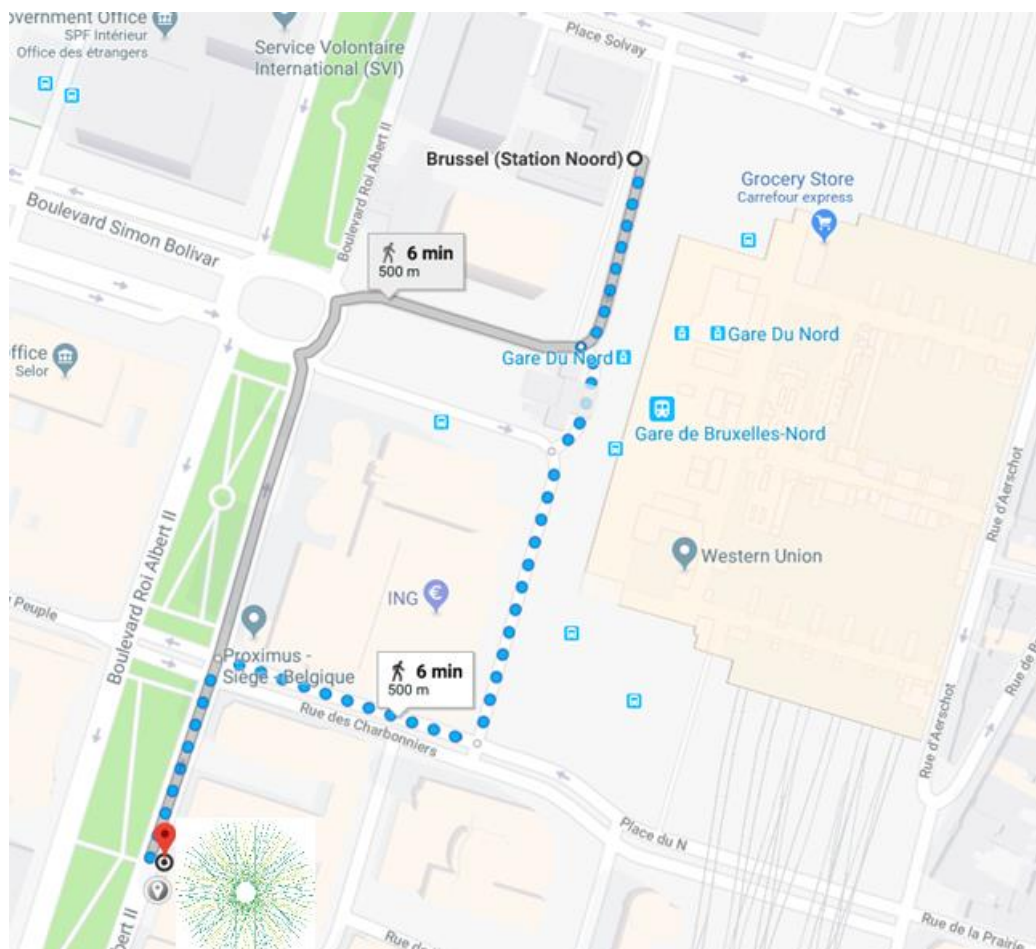 overnment Office
SPF Intérieur
Office des étrangers
Service Volontaire
International (SVI)
Place Solvay
Boulevard Roi Albert II
Brussel (Station Noord)
Grocery Store
Carrefour express
Boulevard Simon Bolivar
6 min
500 m
Gare Du Nord
Gare Du Nord
ffice
Selor
Gare de Bruxelles-Nord
Rue d'Aerschot
Boulevard Roi Albert II
Western Union
ING
Peuple
Proximus -
Siège - Belgique
6 min
500 m
Rue des Charbonniers
Rue d'Aerschot
Place du N
Rue de la Prairie